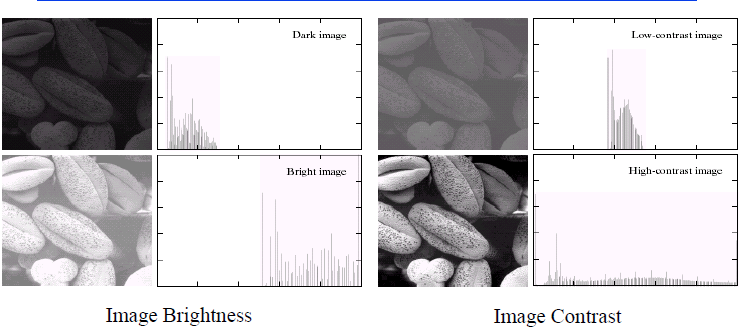 Dark image
Low-contrast image
Bright image
High-contrast image
Image Brightness
Image Contrast